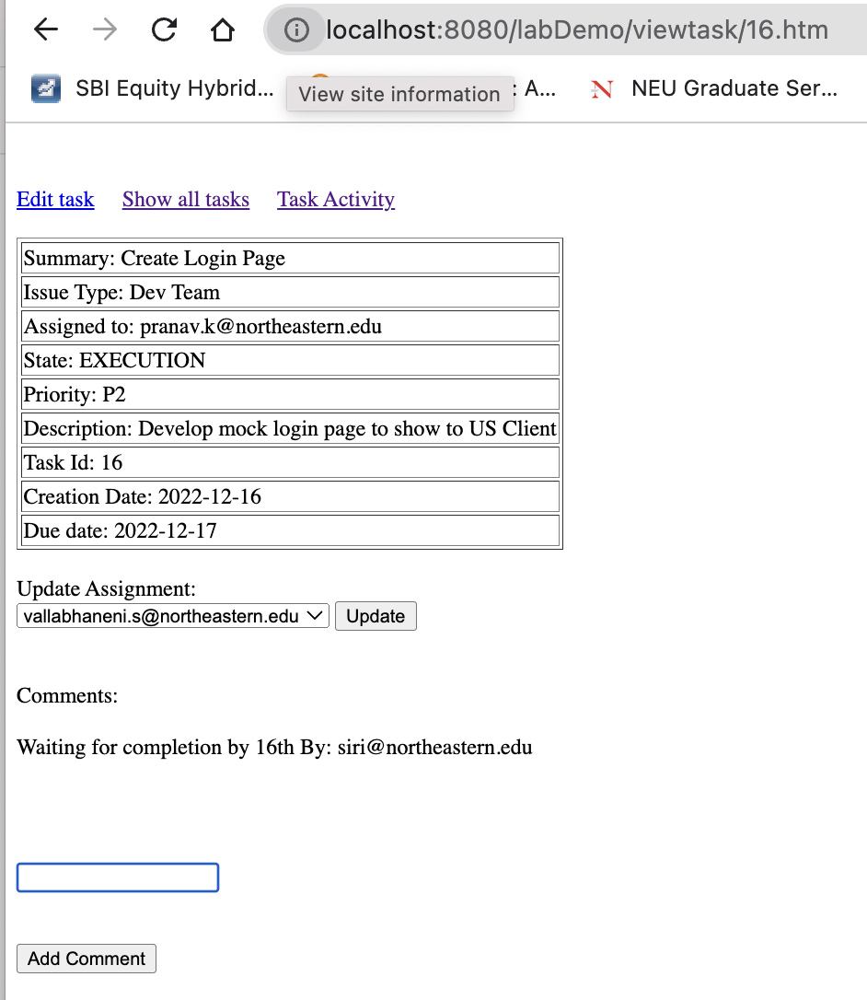 localhost:8080/labDemo/viewtask/16.htm
SBI Equity Hybrid... View site information : A... NEU Graduate Ser...
Edit task Show all tasks Task Activity
Summary: Create Login Page
Issue Type: Dev Team
Assigned to: pranav.k@northeastern.edu
State: EXECUTION
Priority: P2
Description: Develop mock login page to show to US Client
Task Id: 16
Creation Date: 2022-12-16
Due date: 2022-12-17
Update Assignment:
vallabhaneni.s@northeastern.edu Update
Comments:
Waiting for completion by 16th By: siri@northeastern.edu
Add Comment